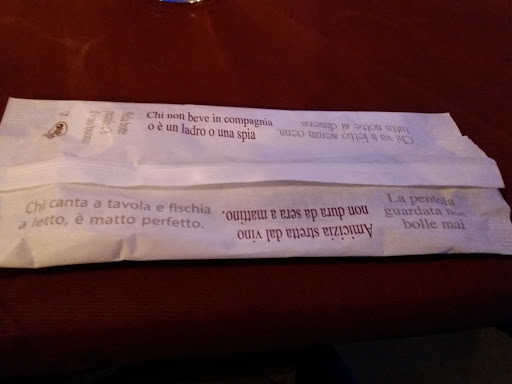 Chi non beve in compagnia
o è un ladro o una spia
Chi va a letto senza cena,
tutta notte si dimena
Chi canta a tavola e fischia
a letto, è matto perfetto.
Amicizia stretta dal vino
non dura da sera a mattino.
La pentola
guardata non
bolle mai